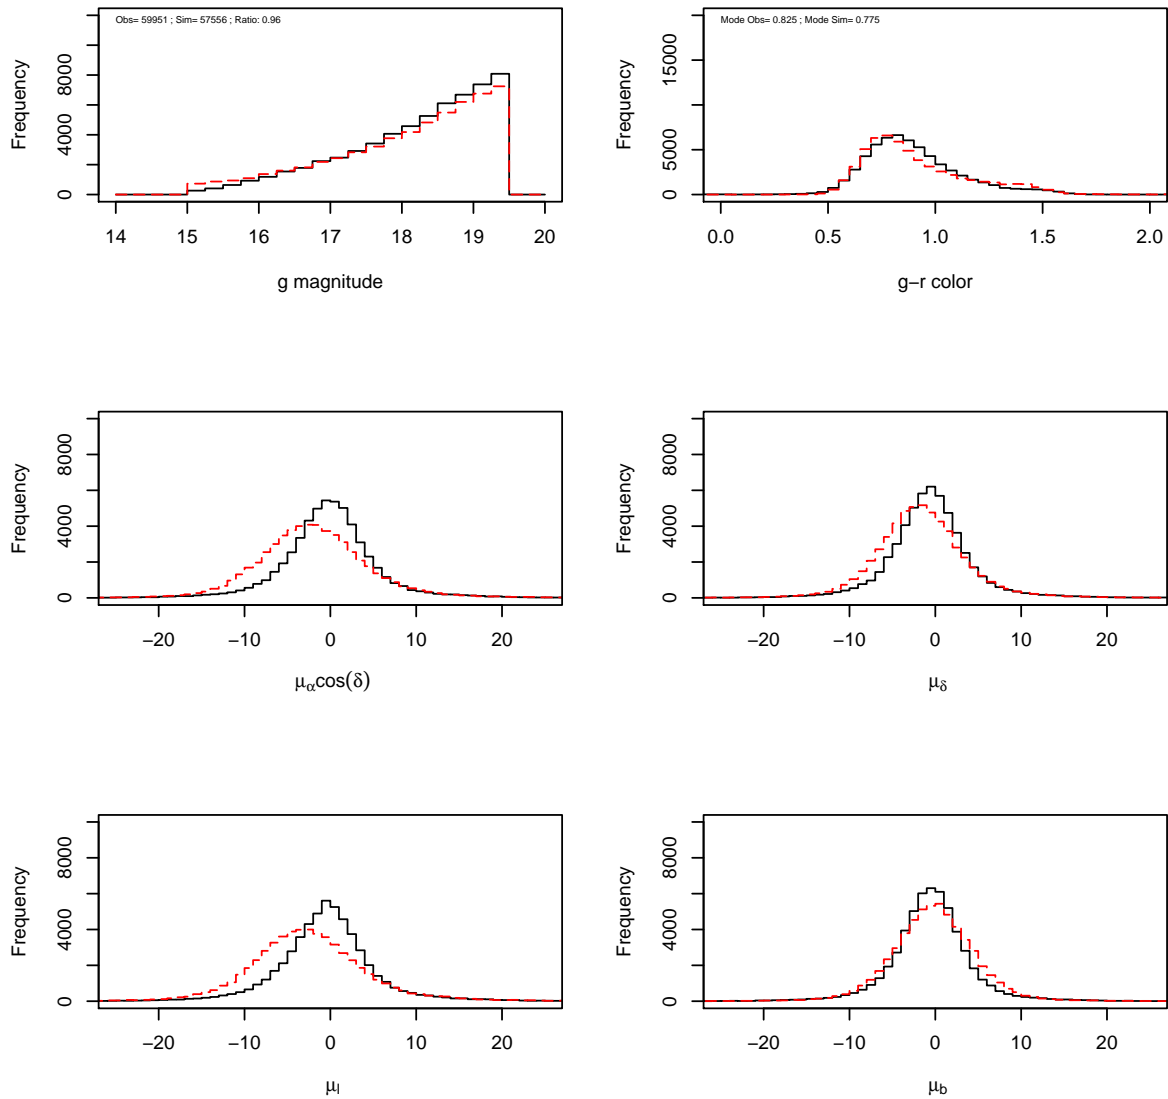 Obs= 59951 ; Sim= 57556 ; Ratio: 0.96
Frequency
0 4000 8000
14 15 16 17 18 19 20
g magnitude
Mode Obs= 0.825 ; Mode Sim= 0.775
Frequency
0 5000 15000
0.0 0.5 1.0 1.5 2.0
g−r color
Frequency
0 4000 8000
−20 −10 0 10 20
μαcos(δ)
Frequency
0 4000 8000
−20 −10 0 10 20
μδ
Frequency
0 4000 8000
−20 −10 0 10 20
μl
Frequency
0 4000 8000
−20 −10 0 10 20
μb